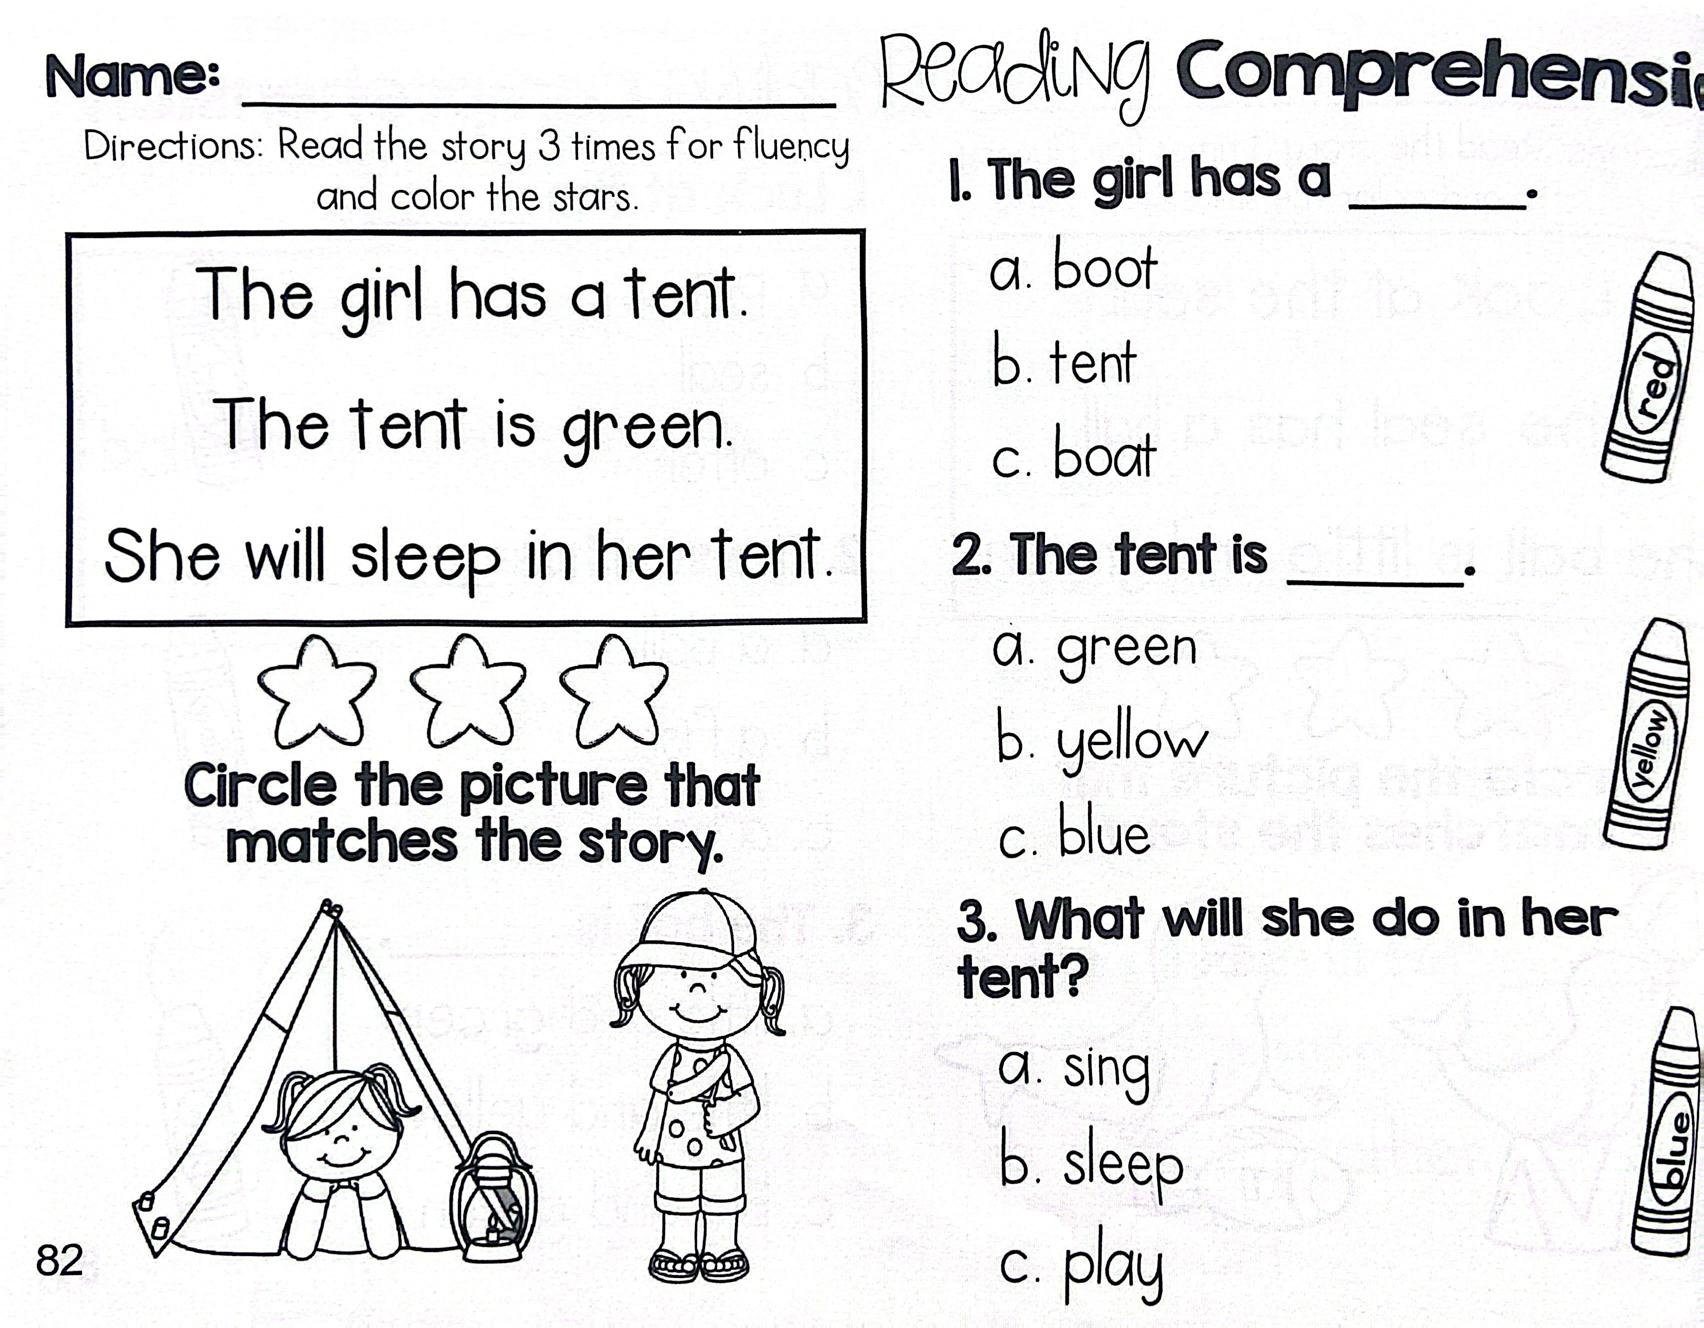 Name:
Directions: Read the story 3 times for fluency
and color the stars.
The girl has a tent.
The tent is green.
She will sleep in her tent.
Circle the picture that
matches the story.
82
Reading Comprehensi
1. The girl has a ______.
a. boot
b. tent
c. boat
red
2. The tent is ______.
a. green
b. yellow
c. blue
yellow
3. What will she do in her
tent?
a. sing
b. sleep
c. play
blue